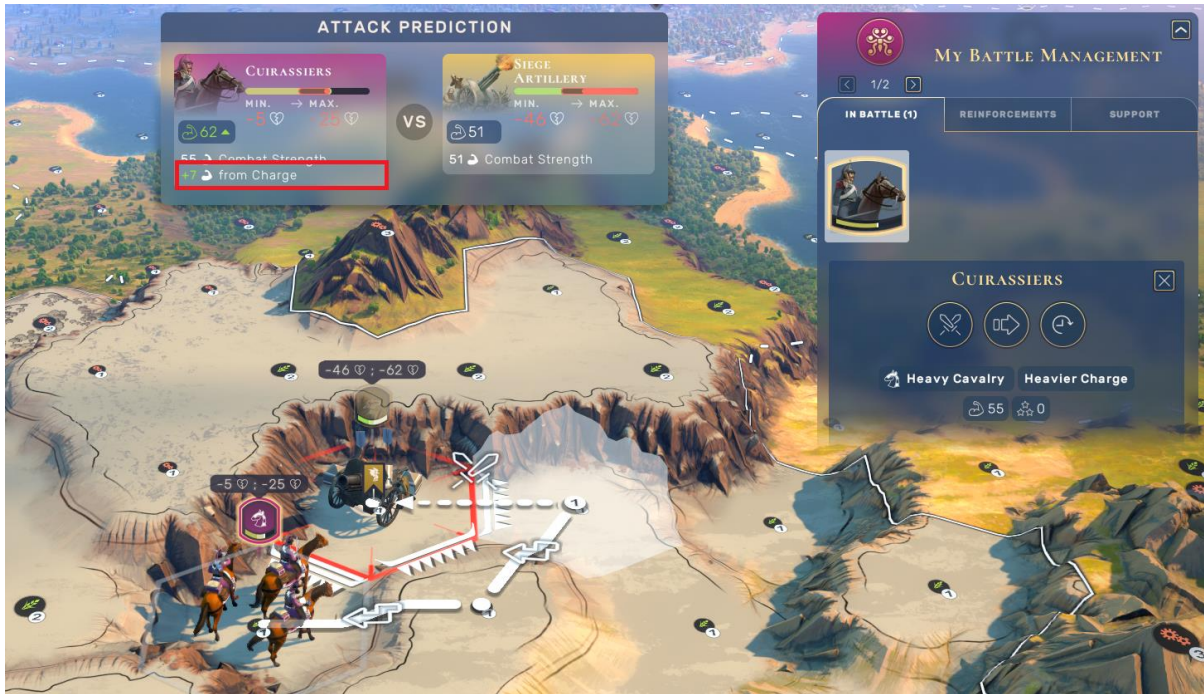 ATTACK PREDICTION
CUIRASSIERS
MIN. → MAX.
-5 -25
62
55 Combat Strength
+7 from Charge
VS
SIEGE
ARTILLERY
MIN. → MAX.
-46 -62
51
51 Combat Strength
MY BATTLE MANAGEMENT
1/2
IN BATTLE (1)
REINFORCEMENTS
SUPPORT
CUIRASSIERS
Heavy Cavalry
Heavier Charge
55
0
-46 ; -62
-5 ; -25